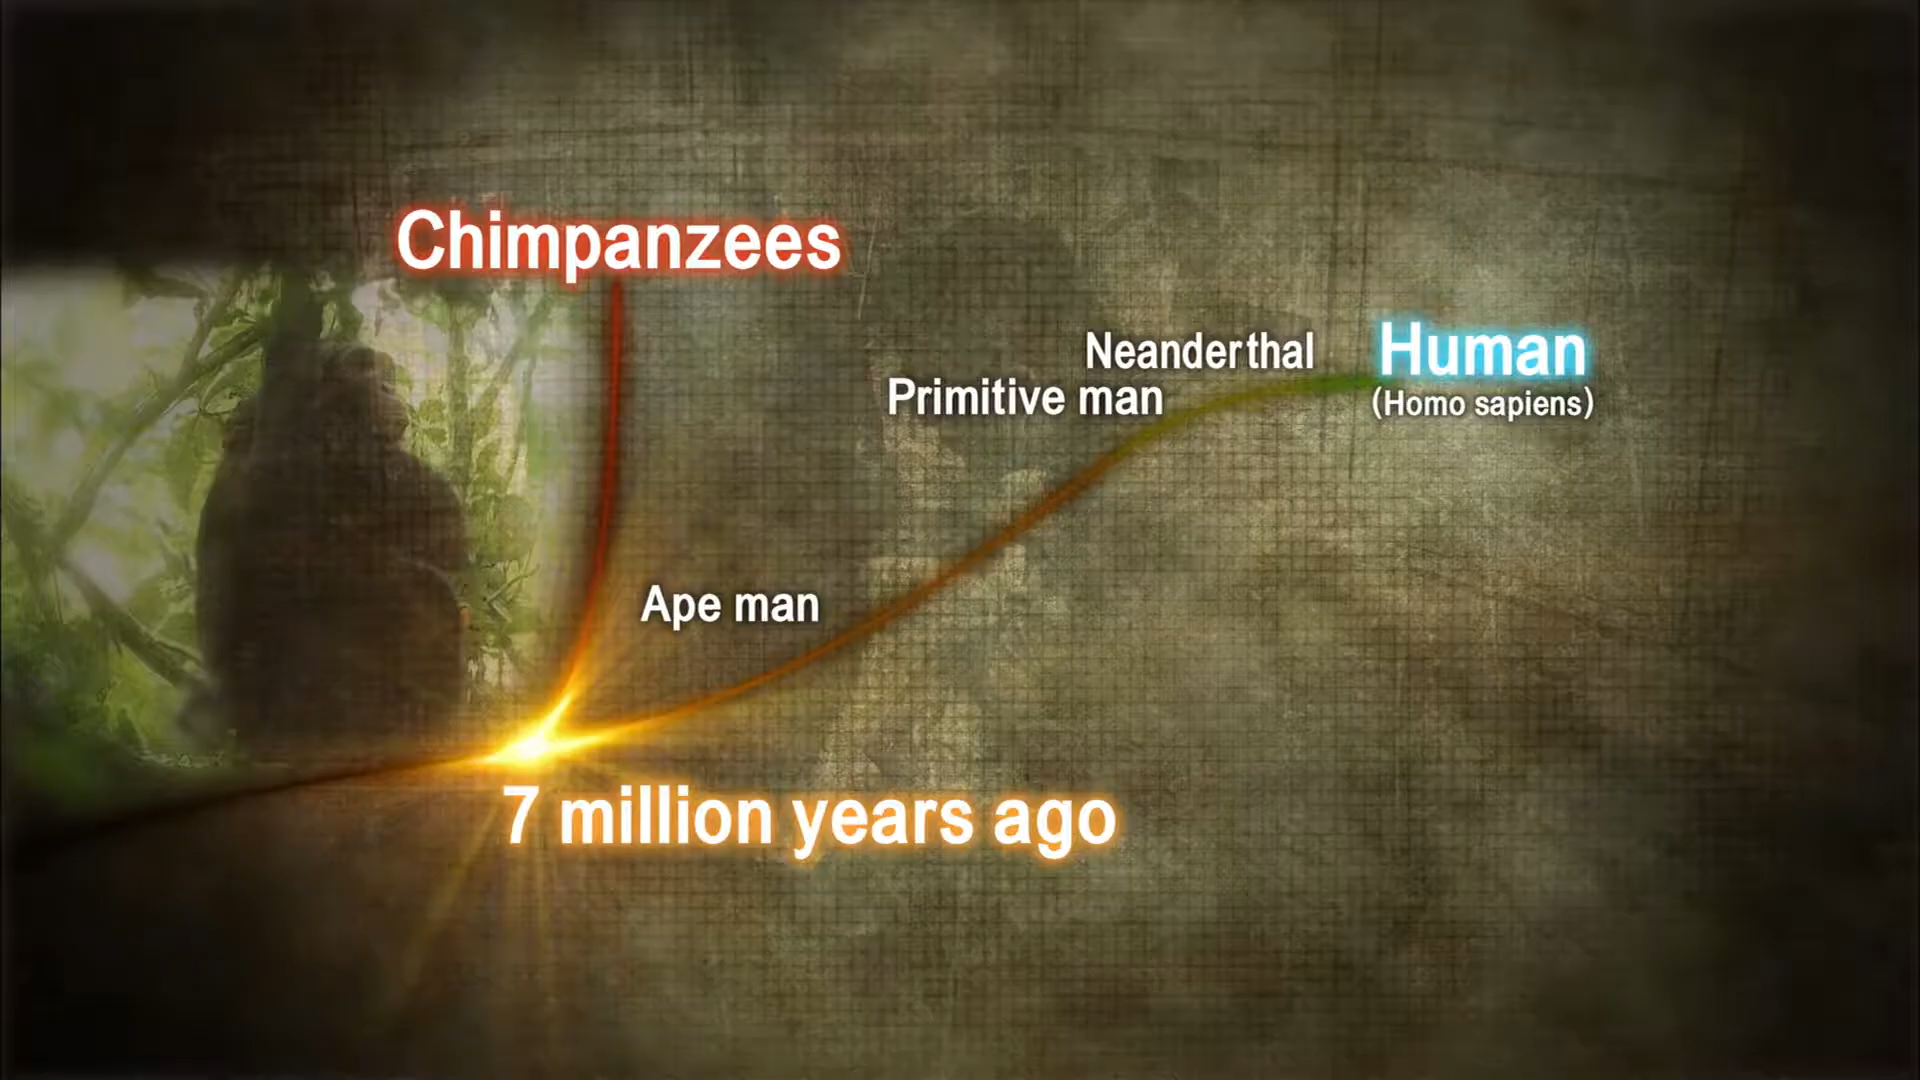 Chimpanzees
Neanderthal
Human
Primitive man
(Homo sapiens)
Ape man
7 million years ago